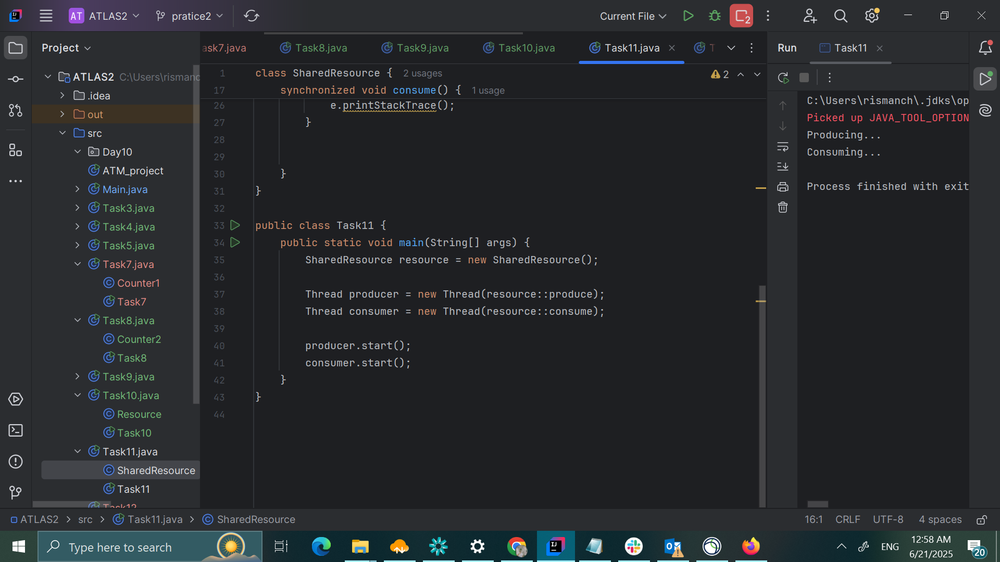 AT ATLAS2 pratice2 Current File 2
Project
ask7.java Task8.java Task9.java Task10.java Task11.java T
Run Task11
ATLAS2 C:\Users\rismanc
.idea
out
src
Day10
ATM_project
Main.java
Task3.java
Task4.java
Task5.java
Task7.java
Counter1
Task7
Task8.java
Counter2
Task8
Task9.java
Task10.java
Resource
Task10
Task11.java
SharedResource
Task11
Task12
1 class SharedResource { 2 usages
2
17 synchronized void consume() { 1 usage
26 e.printStackTrace();
27 }
28
29
30 }
31 }
32
33 public class Task11 {
34 public static void main(String[] args) {
35 SharedResource resource = new SharedResource();
36
37 Thread producer = new Thread(resource::produce);
38 Thread consumer = new Thread(resource::consume);
39
40 producer.start();
41 consumer.start();
42 }
43 }
44
C:\Users\rismanch\.jdks\op
Picked up JAVA_TOOL_OPTION
Producing...
Consuming...
Process finished with exit
ATLAS2 > src > Task11.java > SharedResource
16:1 CRLF UTF-8 4 spaces
Type here to search
ENG
12:58 AM
6/21/2025
20